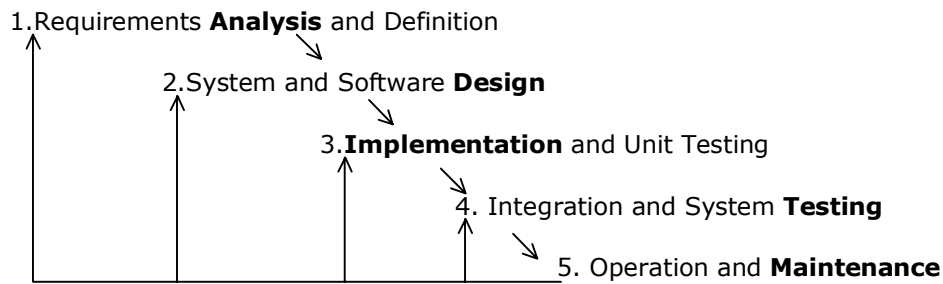 1.Requirements Analysis and Definition
2.System and Software Design
3.Implementation and Unit Testing
4. Integration and System Testing
5. Operation and Maintenance